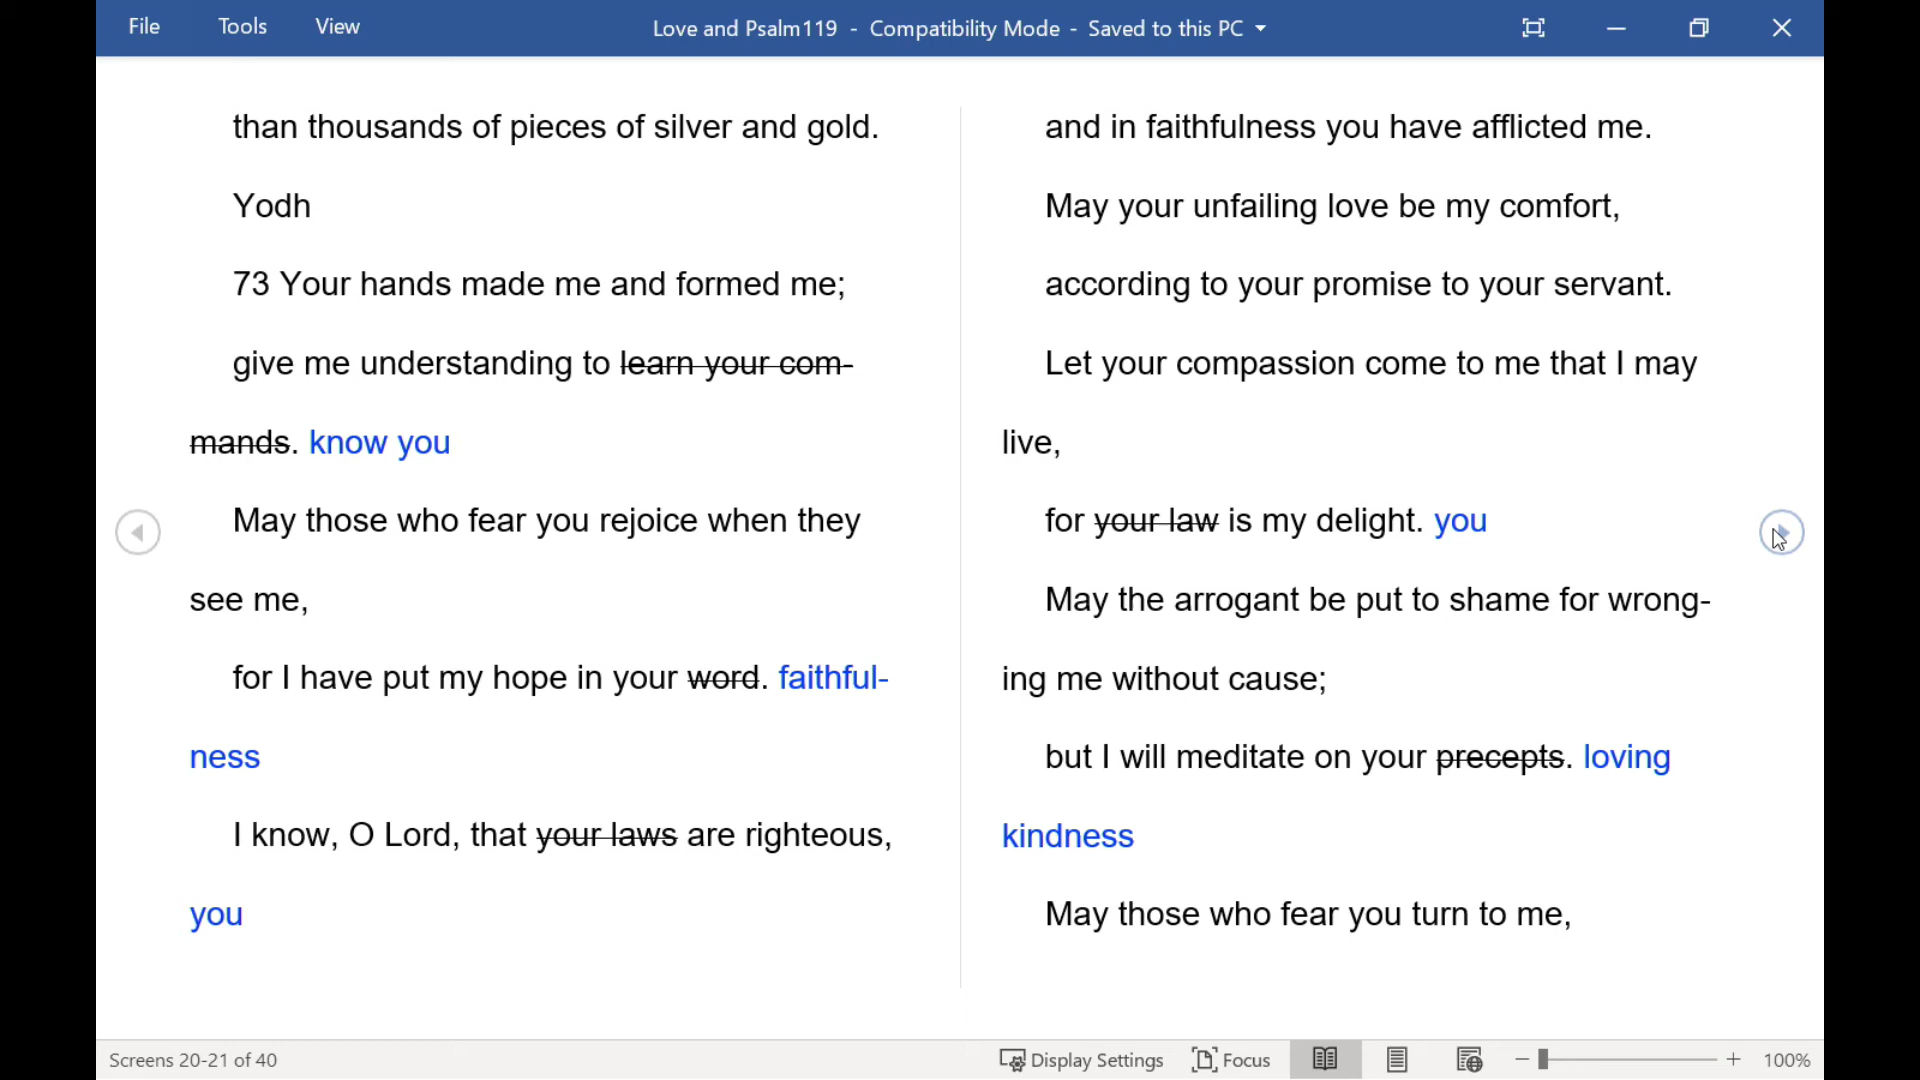 File Tools View Love and Psalm119 - Compatibility Mode - Saved to this PC
than thousands of pieces of silver and gold.
Yodh
73 Your hands made me and formed me;
give me understanding to learn your com-
mands. know you
May those who fear you rejoice when they
see me,
for I have put my hope in your word. faithful-
ness
I know, O Lord, that your laws are righteous,
you
and in faithfulness you have afflicted me.
May your unfailing love be my comfort,
according to your promise to your servant.
Let your compassion come to me that I may
live,
for your law is my delight. you
May the arrogant be put to shame for wrong-
ing me without cause;
but I will meditate on your precepts. loving
kindness
May those who fear you turn to me,
Screens 20-21 of 40 Display Settings Focus 100%